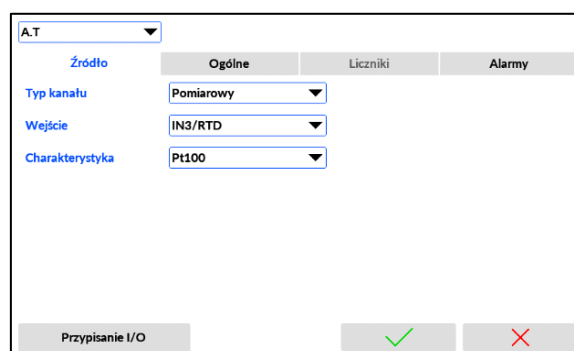 A.T
Źródło Ogólne Liczniki Alarmy
Typ kanału Pomiarowy
Wejście IN3/RTD
Charakterystyka Pt100
Przypisanie I/O